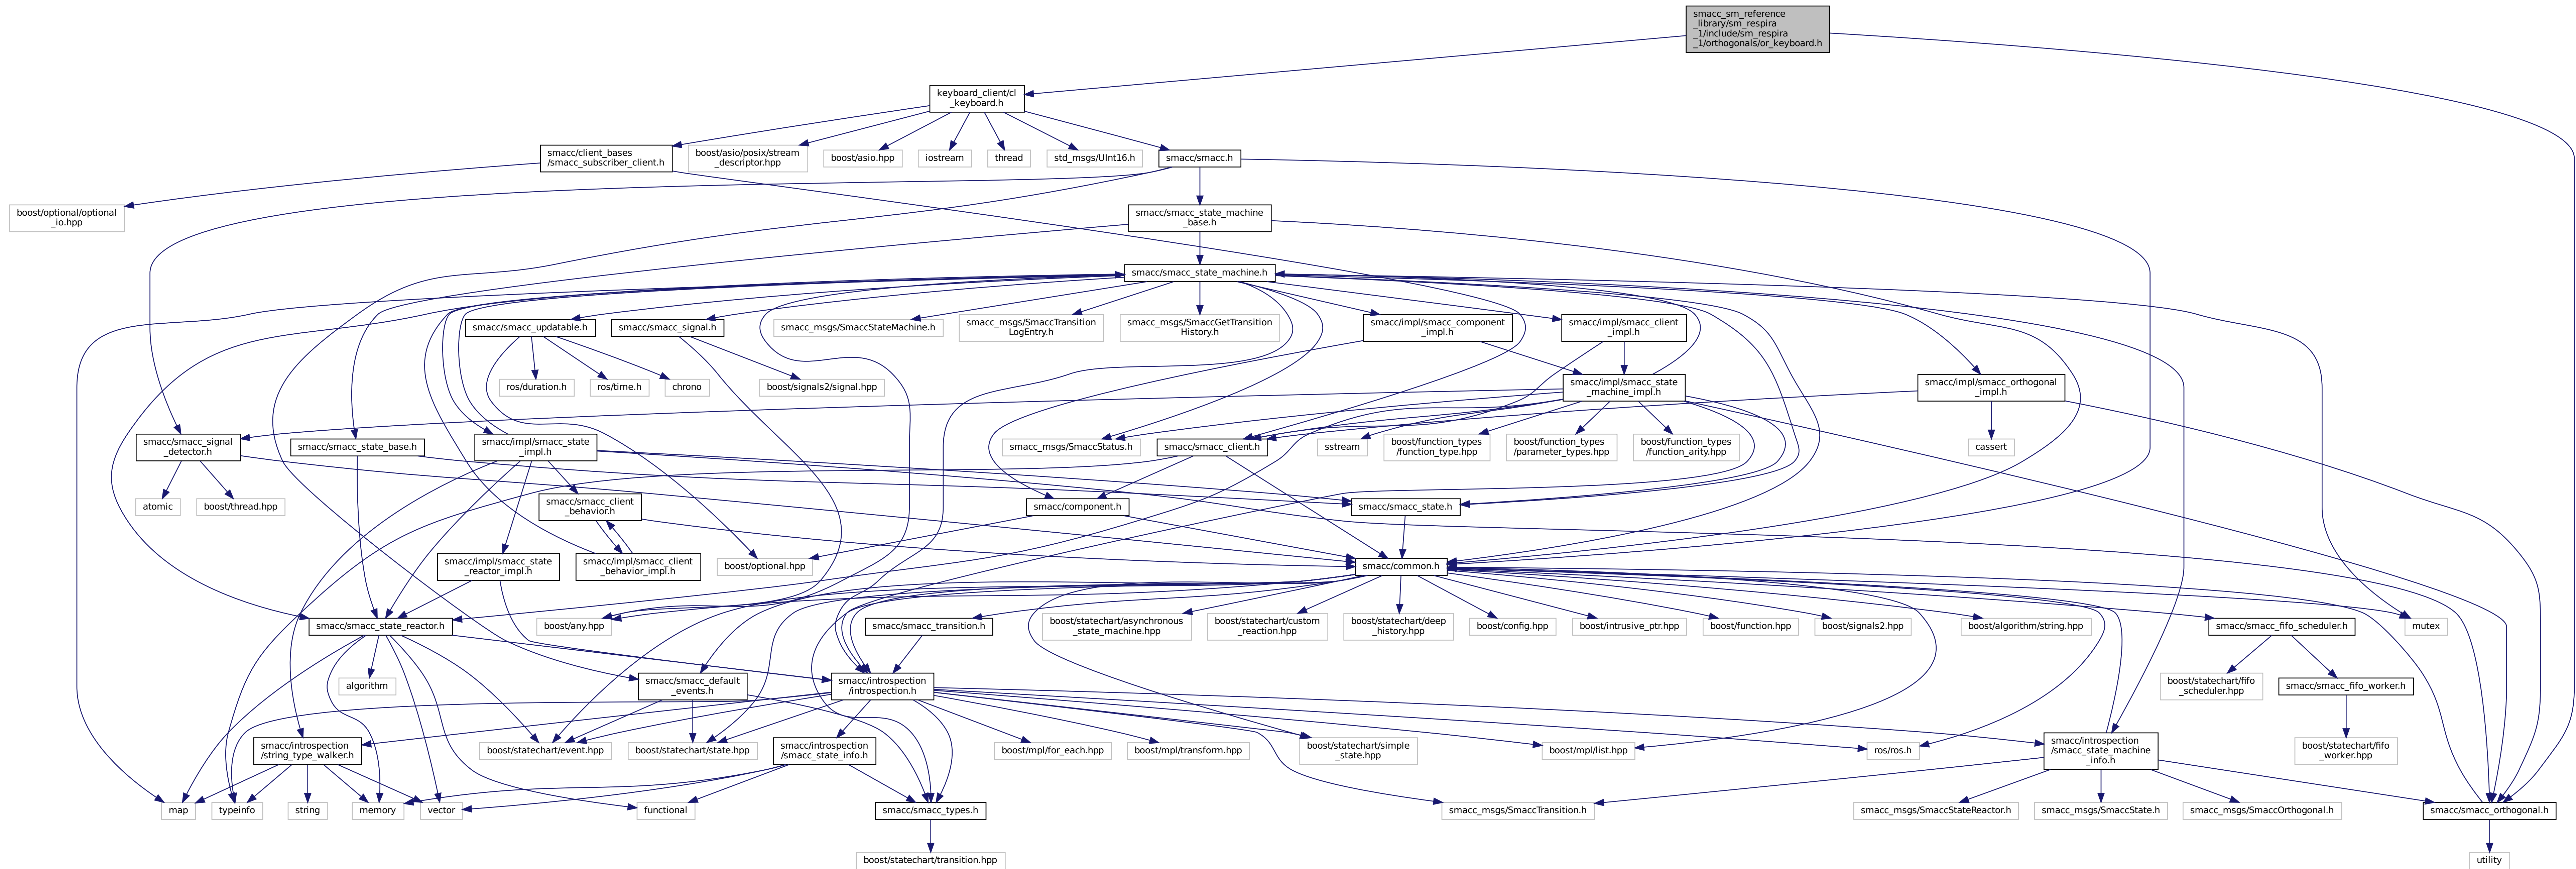 smacc_sm_reference
_library/sm_respira
_1/include/sm_respira
_1/orthogonals/or_keyboard.h
keyboard_client/cl
_keyboard.h
smacc/client_bases
/smacc_subscriber_client.h
boost/asio/posix/stream
_descriptor.hpp
boost/asio.hpp
iostream
thread
std_msgs/UInt16.h
smacc/smacc.h
boost/optional/optional
_io.hpp
smacc/smacc_state_machine
_base.h
smacc/smacc_state_machine.h
smacc/smacc_updatable.h
smacc/smacc_signal.h
smacc_msgs/SmaccStateMachine.h
smacc_msgs/SmaccTransition
LogEntry.h
smacc_msgs/SmaccGetTransition
History.h
smacc/impl/smacc_component
_impl.h
smacc/impl/smacc_client
_impl.h
ros/duration.h
ros/time.h
chrono
boost/signals2/signal.hpp
smacc/impl/smacc_state
_machine_impl.h
smacc/impl/smacc_orthogonal
_impl.h
smacc/smacc_signal
_detector.h
smacc/smacc_state_base.h
smacc/impl/smacc_state
_impl.h
smacc_msgs/SmaccStatus.h
smacc/smacc_client.h
sstream
boost/function_types
/function_type.hpp
boost/function_types
/parameter_types.hpp
boost/function_types
/function_arity.hpp
cassert
atomic
boost/thread.hpp
smacc/smacc_client
_behavior.h
smacc/component.h
smacc/smacc_state.h
smacc/impl/smacc_state
_reactor_impl.h
smacc/impl/smacc_client
_behavior_impl.h
boost/optional.hpp
smacc/common.h
smacc/smacc_state_reactor.h
boost/any.hpp
smacc/smacc_transition.h
boost/statechart/asynchronous
_state_machine.hpp
boost/statechart/custom
_reaction.hpp
boost/statechart/deep
_history.hpp
boost/config.hpp
boost/intrusive_ptr.hpp
boost/function.hpp
boost/signals2.hpp
boost/algorithm/string.hpp
smacc/smacc_fifo_scheduler.h
mutex
algorithm
smacc/smacc_default
_events.h
smacc/introspection
/introspection.h
boost/statechart/fifo
_scheduler.hpp
smacc/smacc_fifo_worker.h
smacc/introspection
/string_type_walker.h
boost/statechart/event.hpp
boost/statechart/state.hpp
smacc/introspection
/smacc_state_info.h
boost/mpl/for_each.hpp
boost/mpl/transform.hpp
boost/statechart/simple
_state.hpp
boost/mpl/list.hpp
ros/ros.h
smacc/introspection
/smacc_state_machine
_info.h
boost/statechart/fifo
_worker.hpp
map
typeinfo
string
memory
vector
functional
smacc/smacc_types.h
smacc_msgs/SmaccTransition.h
smacc_msgs/SmaccStateReactor.h
smacc_msgs/SmaccState.h
smacc_msgs/SmaccOrthogonal.h
smacc/smacc_orthogonal.h
boost/statechart/transition.hpp
utility